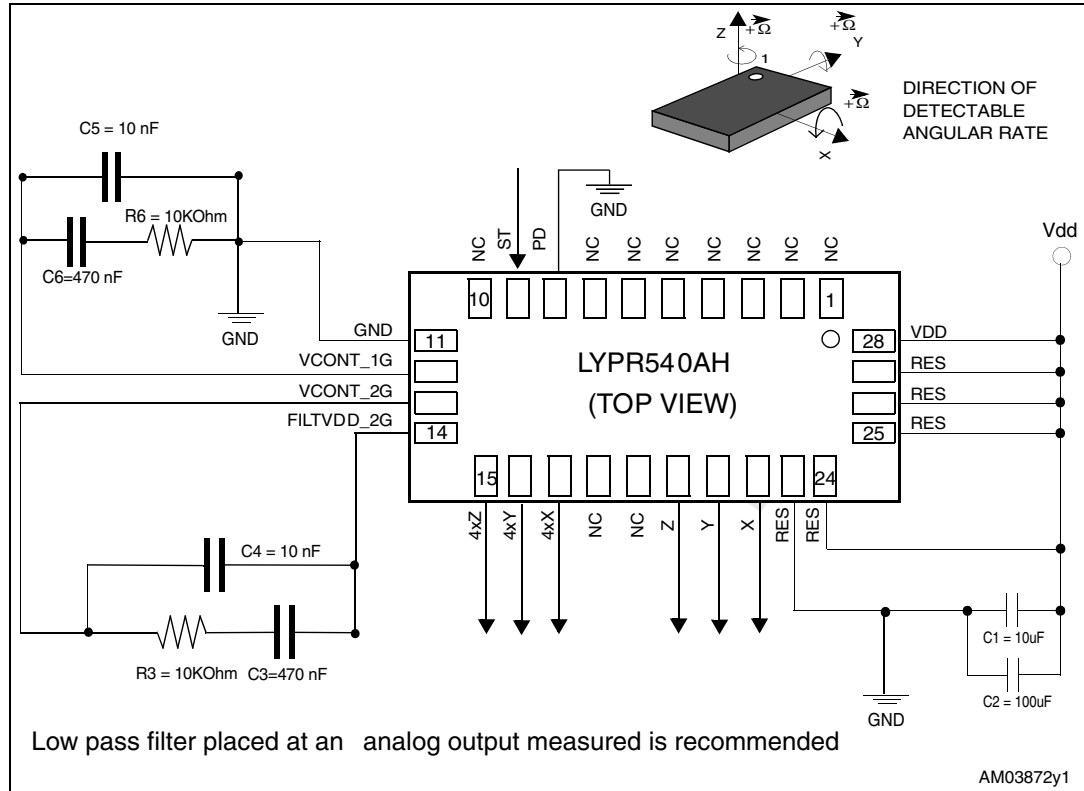 Z
+Ω
1
+Ω
Y
+Ω
X
DIRECTION OF
DETECTABLE
ANGULAR RATE
C5 = 10 nF
R6 = 10KOhm
C6=470 nF
GND
GND
Vdd
NC
ST
PD
NC
NC
NC
NC
NC
NC
NC
10
1
GND
11
28
VDD
VCONT_1G
RES
VCONT_2G
RES
FILTVDD_2G
14
25
RES
LYPR540AH
(TOP VIEW)
15
24
4xZ
4xY
4xX
NC
NC
Z
Y
X
RES
RES
C4 = 10 nF
R3 = 10KOhm
C3=470 nF
C1 = 10uF
C2 = 100uF
GND
Low pass filter placed at an analog output measured is recommended
AM03872y1